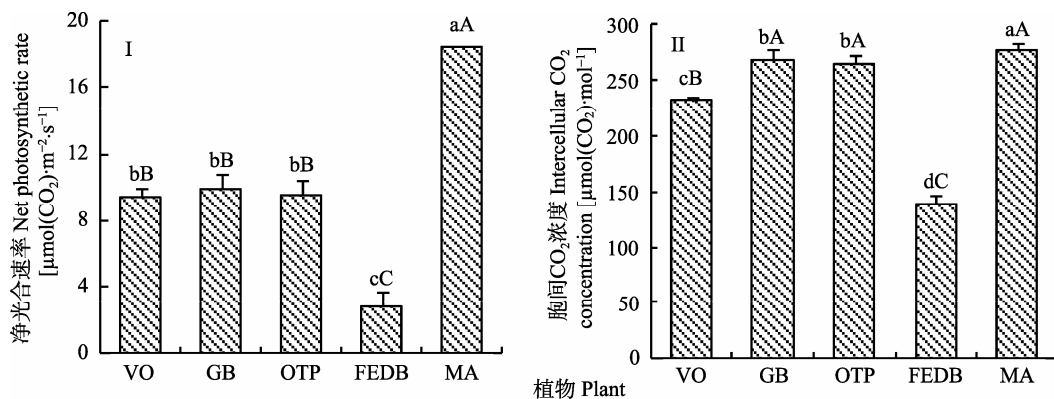 净光合速率 Net photosynthetic rate
[μmol(CO₂)·m⁻²·s⁻¹]
20
16
12
8
4
0
I
bB
bB
bB
cC
aA
VO
GB
OTP
FEDB
MA
胞间CO₂浓度 Intercellular CO₂
concentration [μmol(CO₂)·mol⁻¹]
300
250
200
150
100
50
0
II
cB
bA
bA
dC
aA
VO
GB
OTP
FEDB
MA
植物 Plant